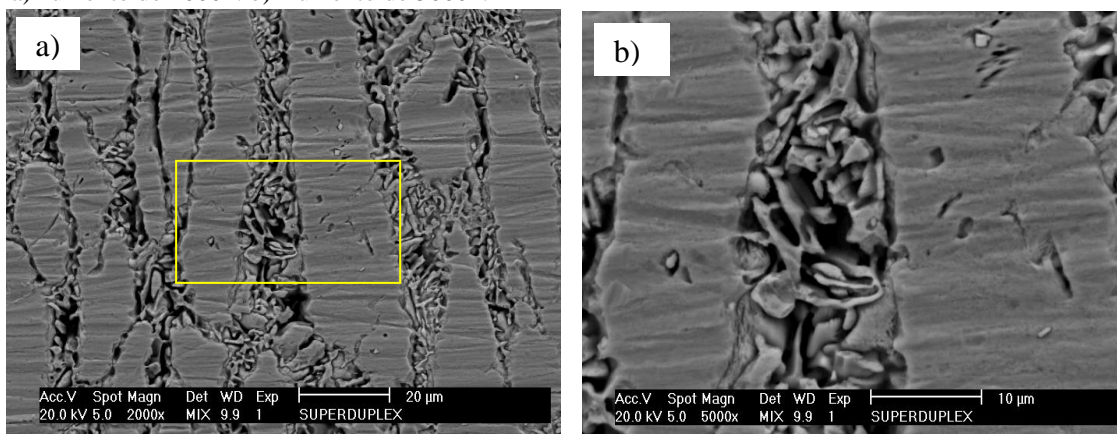 a)
b)
Acc.V Spot Magn Det WD Exp 20 µm
20.0 kV 5.0 2000x MIX 9.9 1 SUPERDUPLEX
Acc.V Spot Magn Det WD Exp 10 µm
20.0 kV 5.0 5000x MIX 9.9 1 SUPERDUPLEX